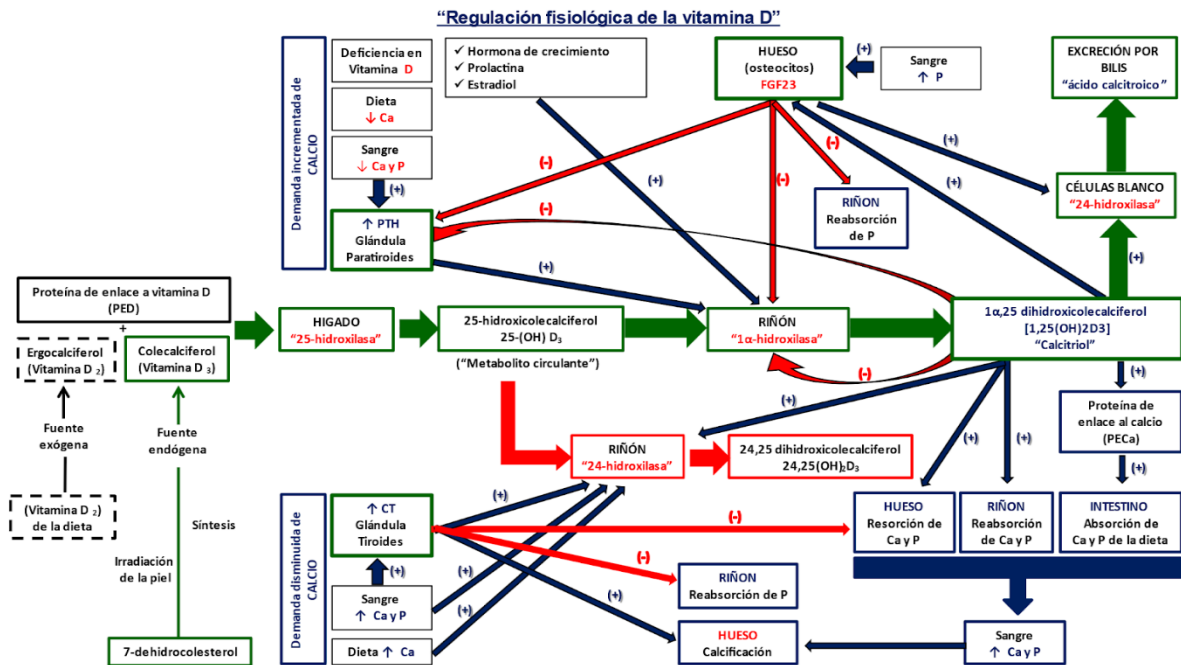 “Regulación fisiológica de la vitamina D”
Demanda incrementada de
CALCIO
Deficiencia en
Vitamina D
Dieta
↓ Ca
Sangre
↓ Ca y P
(+)
↑ PTH
Glándula
Paratiroides
✓ Hormona de crecimiento
✓ Prolactina
✓ Estradiol
HUESO
(osteocitos)
FGF23
(+)
Sangre
↑ P
EXCRECIÓN POR
BILIS
“ácido calcitroico”
(-)
(-)
(-)
(+)
(+)
(+)
(-)
(+)
RIÑON
Reabsorción
de P
CÉLULAS BLANCO
“24-hidroxilasa”
(+)
Proteína de enlace a vitamina D
(PED)
+
Ergocalciferol
(Vitamina D 2)
Colecalciferol
(Vitamina D 3)
HIGADO
“25-hidroxilasa”
25-hidroxicolecalciferol
25-(OH) D3
(“Metabolito circulante”)
RIÑÓN
“1α-hidroxilasa”
1α,25 dihidroxicolecalciferol
[1,25(OH)2D3]
“Calcitriol”
(-)
(+)
(+)
(+)
(+)
Proteína de
enlace al calcio
(PECa)
(+)
Fuente
exógena
Fuente
endógena
(Vitamina D 2)
de la dieta
Síntesis
Irradiación
de la piel
7-dehidrocolesterol
RIÑÓN
“24-hidroxilasa”
24,25 dihidroxicolecalciferol
24,25(OH)2D3
Demanda disminuida de
CALCIO
↑ CT
Glándula
Tiroides
(+)
Sangre
↑ Ca y P
Dieta ↑ Ca
(+)
(+)
(+)
(+)
(-)
(-)
HUESO
Resorción de
Ca y P
RIÑON
Reabsorción
de Ca y P
INTESTINO
Absorción de
Ca y P de la dieta
RIÑON
Reabsorción de P
HUESO
Calcificación
Sangre
↑ Ca y P